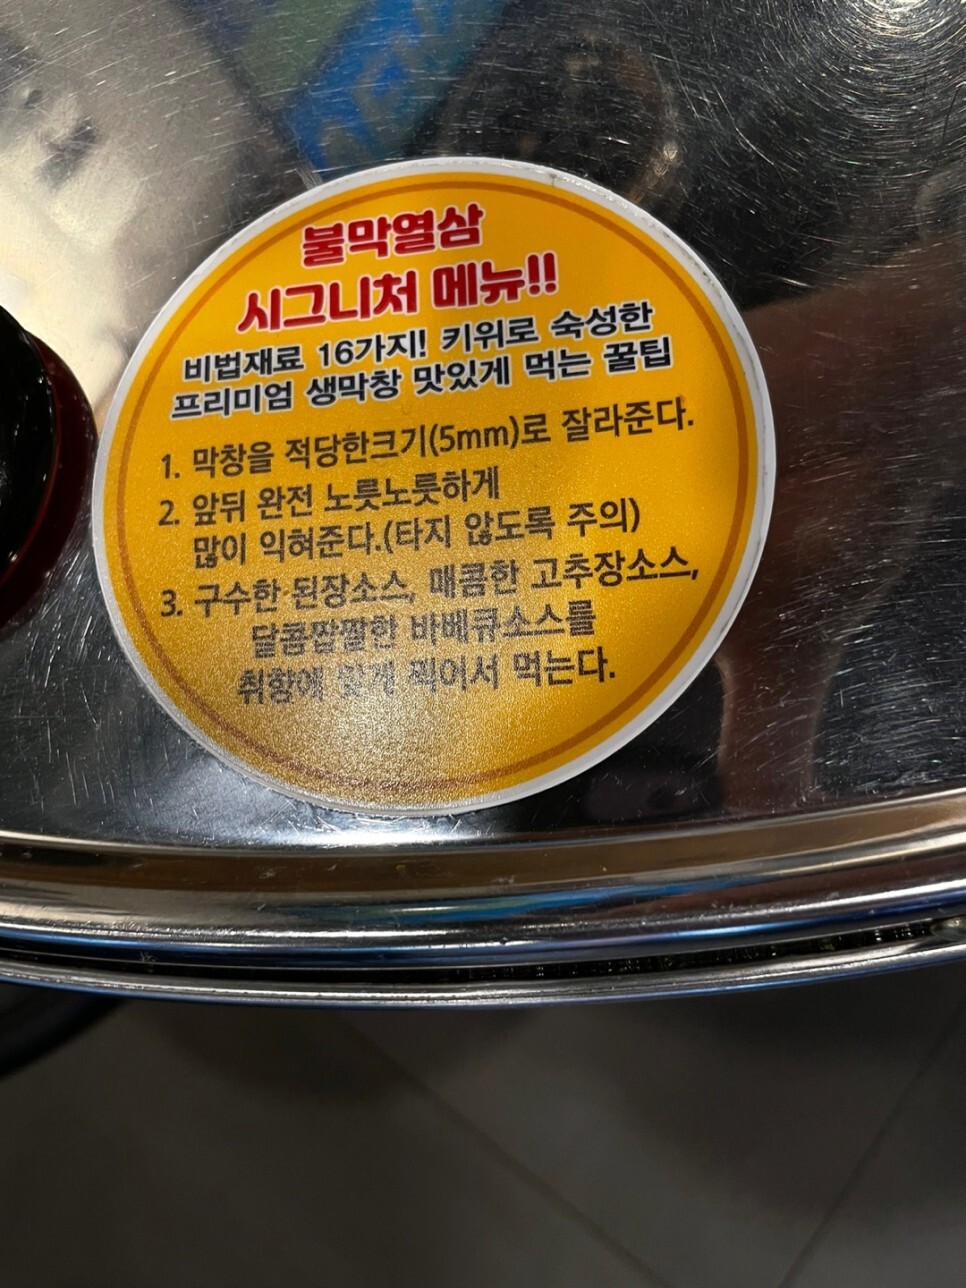 불막열삼
시그니처 메뉴!!
비법재료 16가지! 키위로 숙성한
프리미엄 생막창 맛있게 먹는 꿀팁
1. 막창을 적당한크기(5mm)로 잘라준다.
2. 앞뒤 완전 노릇노릇하게
많이 익혀준다.(타지 않도록 주의)
3. 구수한 된장소스, 매콤한 고추장소스,
달콤짭짤한 바베큐소스를
취향에 맞게 찍어서 먹는다.